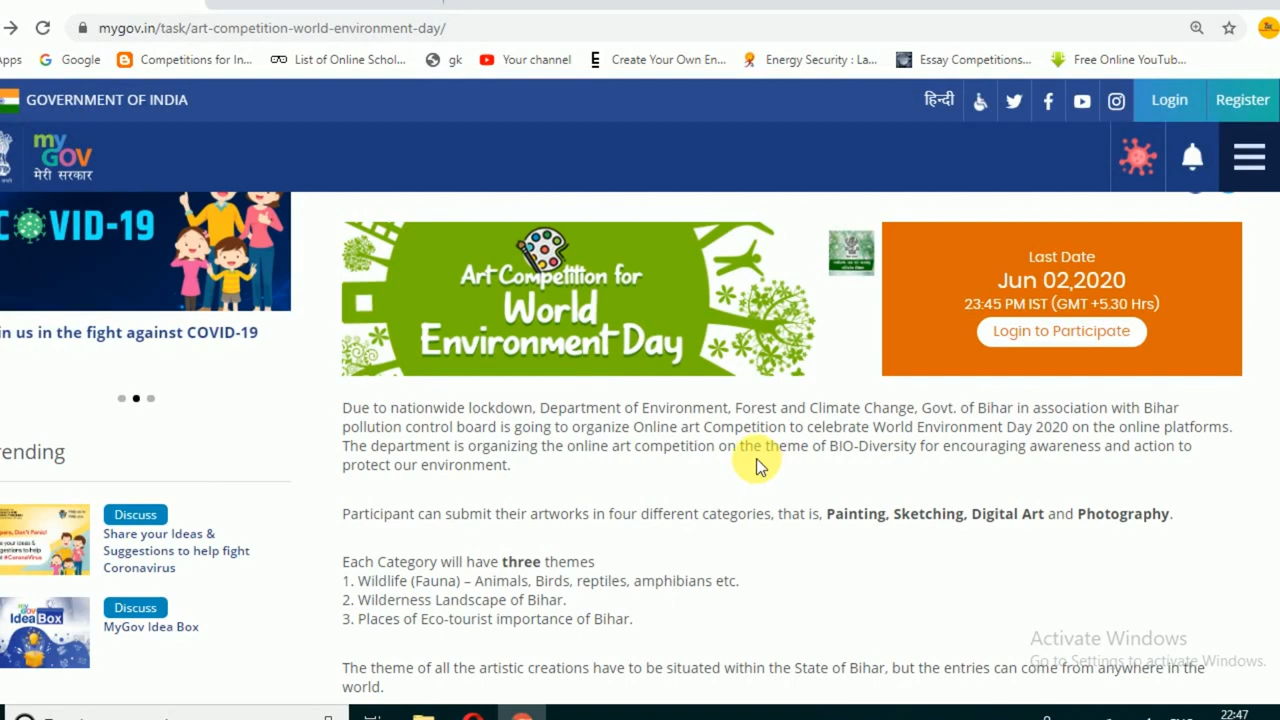 mygov.in/task/art-competition-world-environment-day/
Apps
Google
Competitions for In...
List of Online Schol...
gk
Your channel
Create Your Own En...
Energy Security : La...
Essay Competitions...
Free Online YouTub...
GOVERNMENT OF INDIA
हिन्दी
Login
Register
my
GOV
मेरी सरकार
COVID-19
in us in the fight against COVID-19
Art Competition for
World
Environment Day
Last Date
Jun 02,2020
23:45 PM IST (GMT +5.30 Hrs)
Login to Participate
Due to nationwide lockdown, Department of Environment, Forest and Climate Change, Govt. of Bihar in association with Bihar
pollution control board is going to organize Online art Competition to celebrate World Environment Day 2020 on the online platforms.
The department is organizing the online art competition on the theme of BIO-Diversity for encouraging awareness and action to
protect our environment.
Participant can submit their artworks in four different categories, that is, Painting, Sketching, Digital Art and Photography.
Each Category will have three themes
1. Wildlife (Fauna) – Animals, Birds, reptiles, amphibians etc.
2. Wilderness Landscape of Bihar.
3. Places of Eco-tourist importance of Bihar.
The theme of all the artistic creations have to be situated within the State of Bihar, but the entries can come from anywhere in the
world.
rending
Discuss
Share your Ideas &
Suggestions to help fight
Coronavirus
my
GOV
IdeaBox
Discuss
MyGov Idea Box
Activate Windows
Go to Settings to activate Windows.
22:47